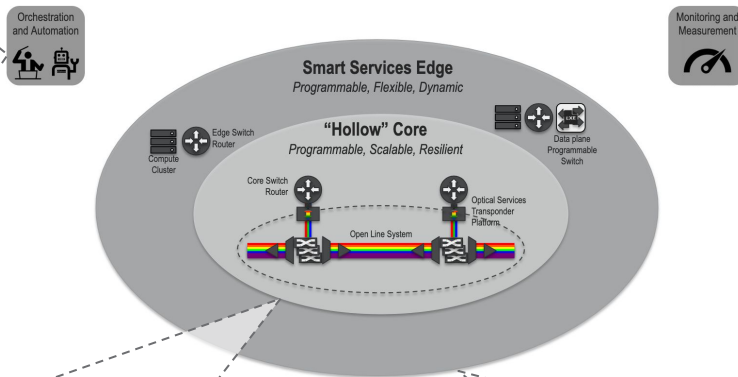 Orchestration
and Automation
Monitoring and
Measurement
Smart Services Edge
Programmable, Flexible, Dynamic
Edge Switch
Router
Compute
Cluster
EXE
Data plane
Programmable
Switch
“Hollow” Core
Programmable, Scalable, Resilient
Core Switch
Router
Optical Services
Transponder
Platform
Open Line System